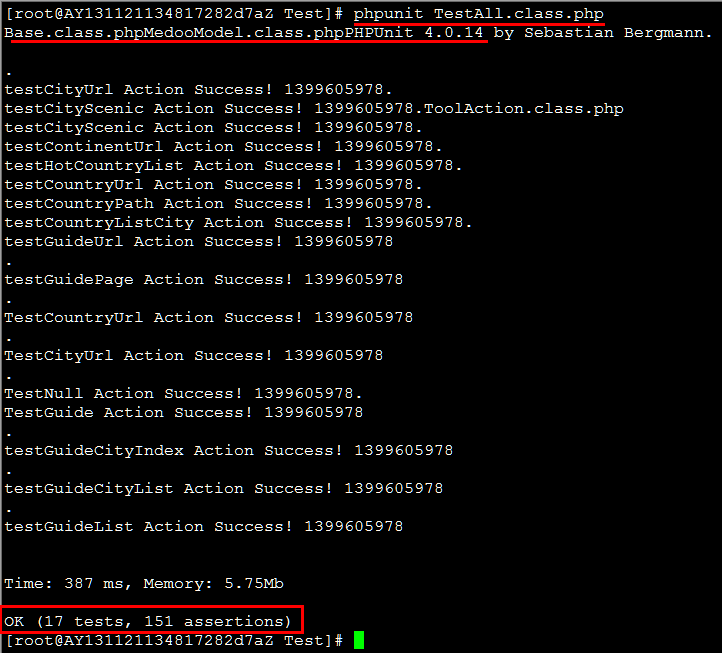 [root@AY131121134817282d7aZ Test]# phpunit TestAll.class.php
Base.class.phpMedooModel.class.phpPHPUnit 4.0.14 by Sebastian Bergmann.
.
testCityUrl Action Success! 1399605978.
testCityScenic Action Success! 1399605978.ToolAction.class.php
testCityScenic Action Success! 1399605978.
testContinentUrl Action Success! 1399605978.
testHotCountryList Action Success! 1399605978.
testCountryUrl Action Success! 1399605978.
testCountryPath Action Success! 1399605978.
testCountryListCity Action Success! 1399605978.
testGuideUrl Action Success! 1399605978
.
testGuidePage Action Success! 1399605978
.
TestCountryUrl Action Success! 1399605978
.
TestCityUrl Action Success! 1399605978
.
TestNull Action Success! 1399605978.
TestGuide Action Success! 1399605978
.
testGuideCityIndex Action Success! 1399605978
.
testGuideCityList Action Success! 1399605978
.
testGuideList Action Success! 1399605978
Time: 387 ms, Memory: 5.75Mb
OK (17 tests, 151 assertions)
[root@AY131121134817282d7aZ Test]#